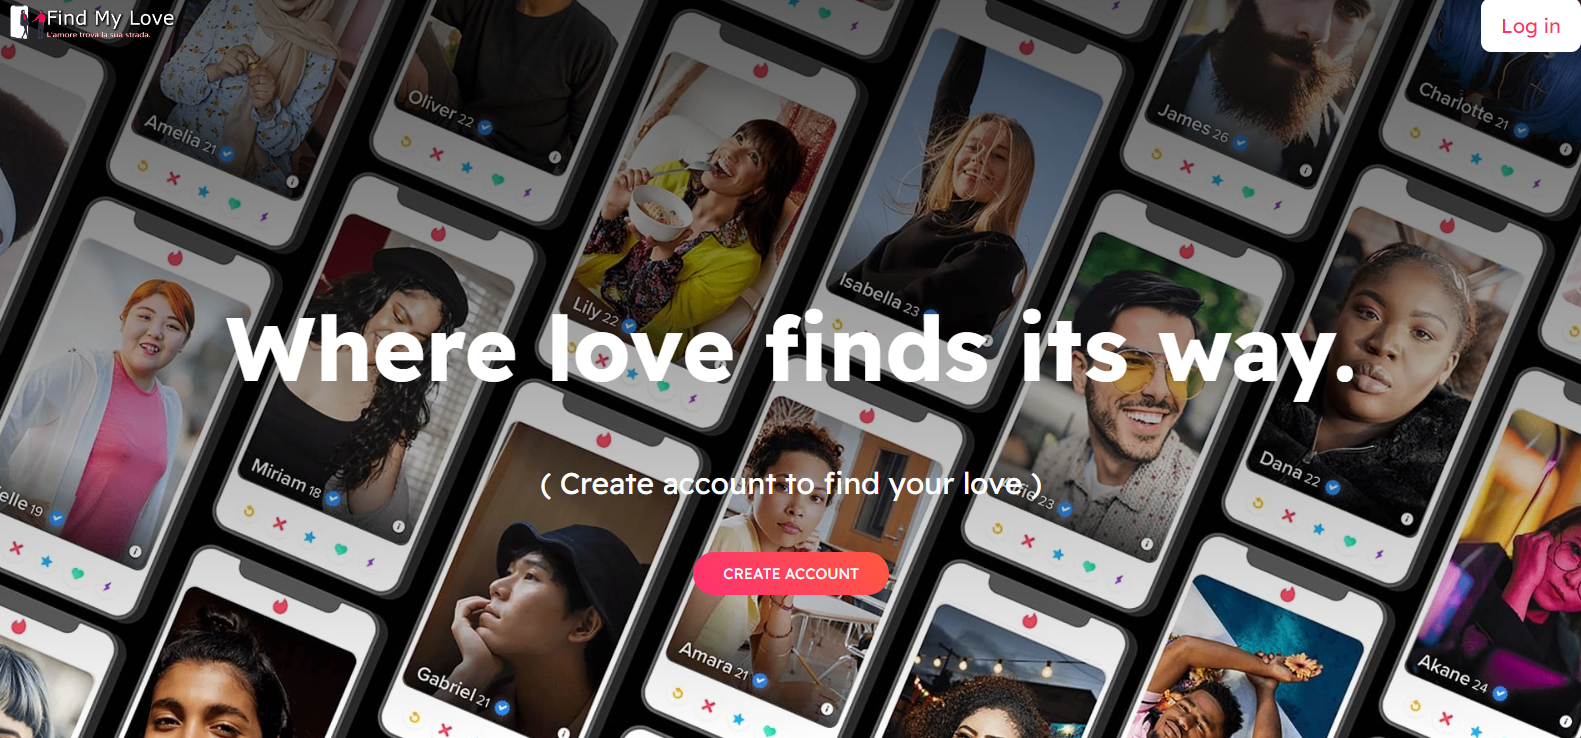 Find My Love
L'amore trova la sua strada.
Log in
Amelia 21
Oliver 22
James 26
Charlotte 21
Lily 22
Isabella 23
Where love finds its way.
elle 19
Miriam 18
Dana 22
( Create account to find your love )
23
CREATE ACCOUNT
Gabriel 21
Amara 21
Akane 24